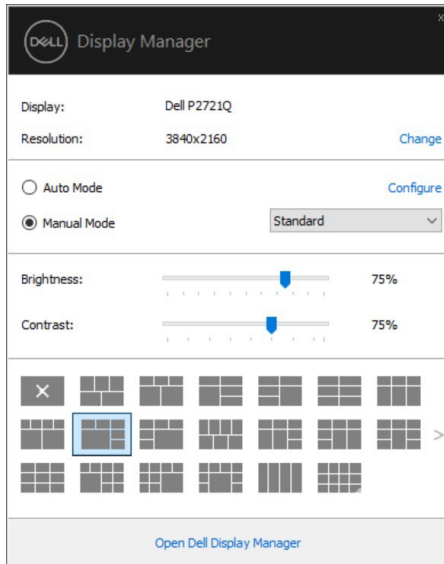 x
DELL Display Manager
Display: Dell P2721Q
Resolution: 3840x2160 Change
Auto Mode Configure
Manual Mode Standard
Brightness: 75%
Contrast: 75%
Open Dell Display Manager